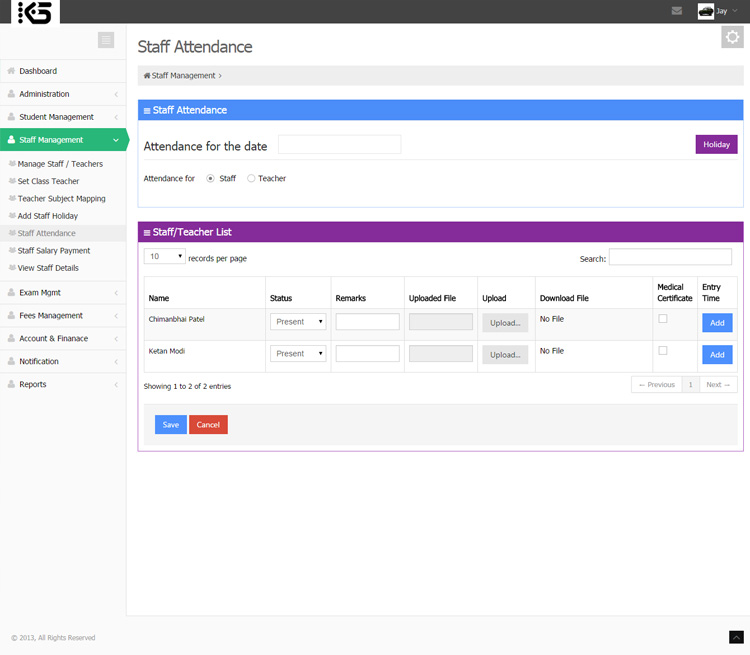 K5
Jay
Staff Attendance
Staff Management ›
Dashboard
Administration
Student Management
Staff Management
Manage Staff / Teachers
Set Class Teacher
Teacher Subject Mapping
Add Staff Holiday
Staff Attendance
Staff Salary Payment
View Staff Details
Exam Mgmt
Fees Management
Account & Finanace
Notification
Reports
Staff Attendance
Attendance for the date
Holiday
Attendance for Staff Teacher
Staff/Teacher List
10 records per page Search:
Name Status Remarks Uploaded File Upload Download File Medical Certificate Entry Time
Chimanbhai Patel Present Upload... No File Add
Ketan Modi Present Upload... No File Add
Showing 1 to 2 of 2 entries
← Previous 1 Next →
Save Cancel
© 2013, All Rights Reserved